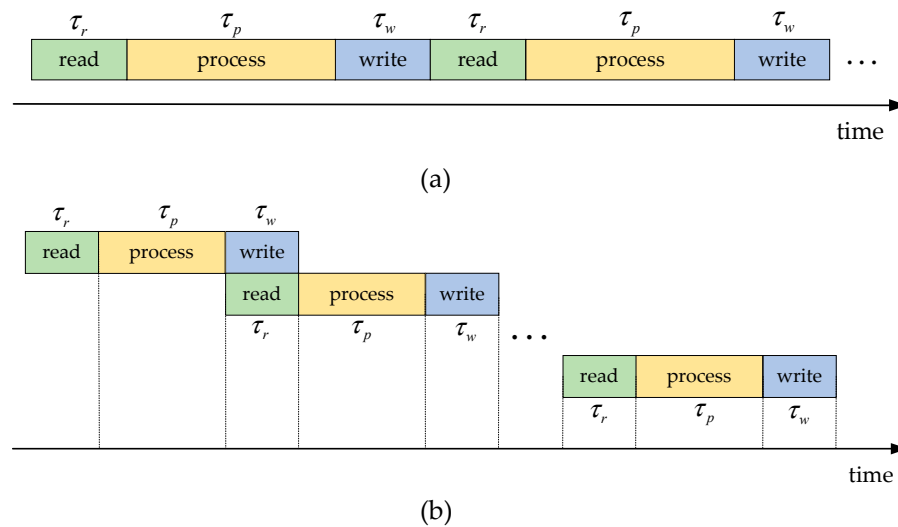 τr τp τw τr τp τw
read process write read process write ...
time
(a)
τr τp τw
read process write
read process write
τr τp τw ...
read process write
τr τp τw
time
(b)